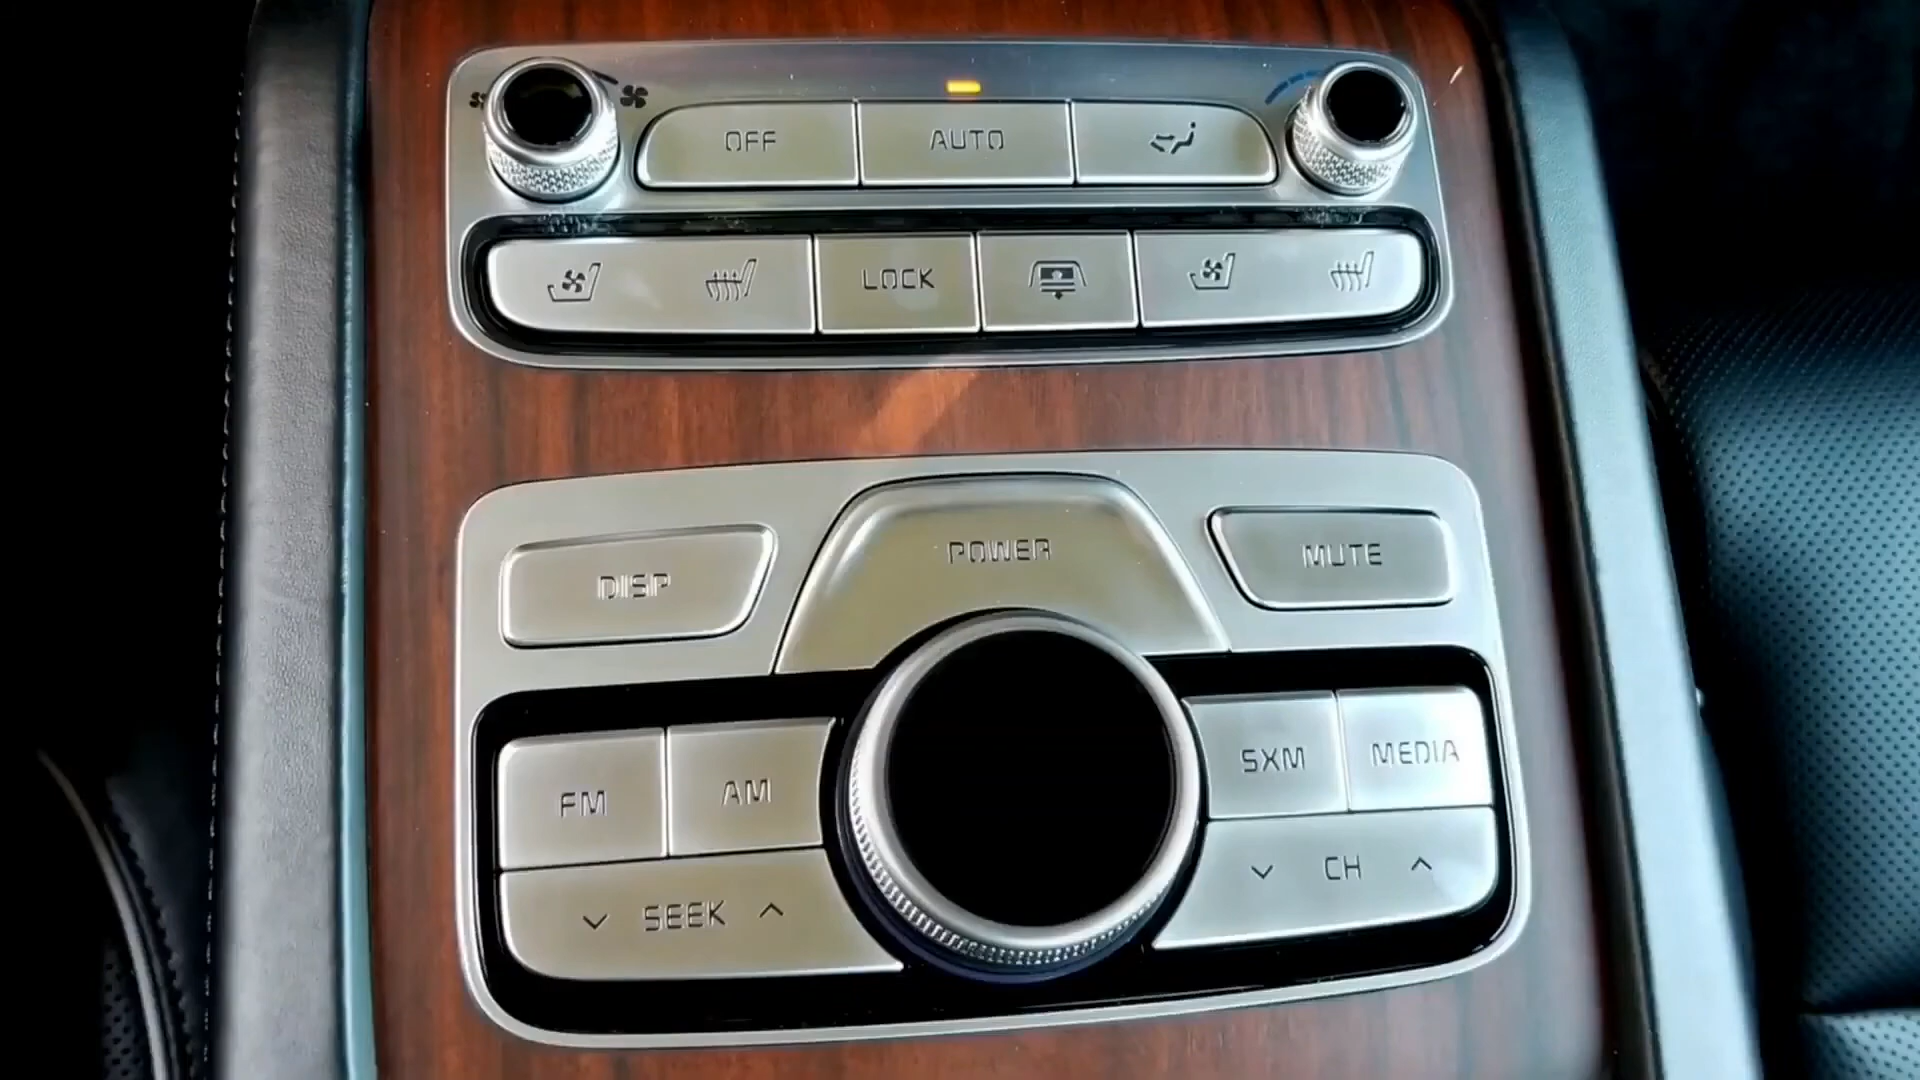 OFF AUTO
LOCK
POWER
DISP
MUTE
FM AM
SXM MEDIA
SEEK
CH